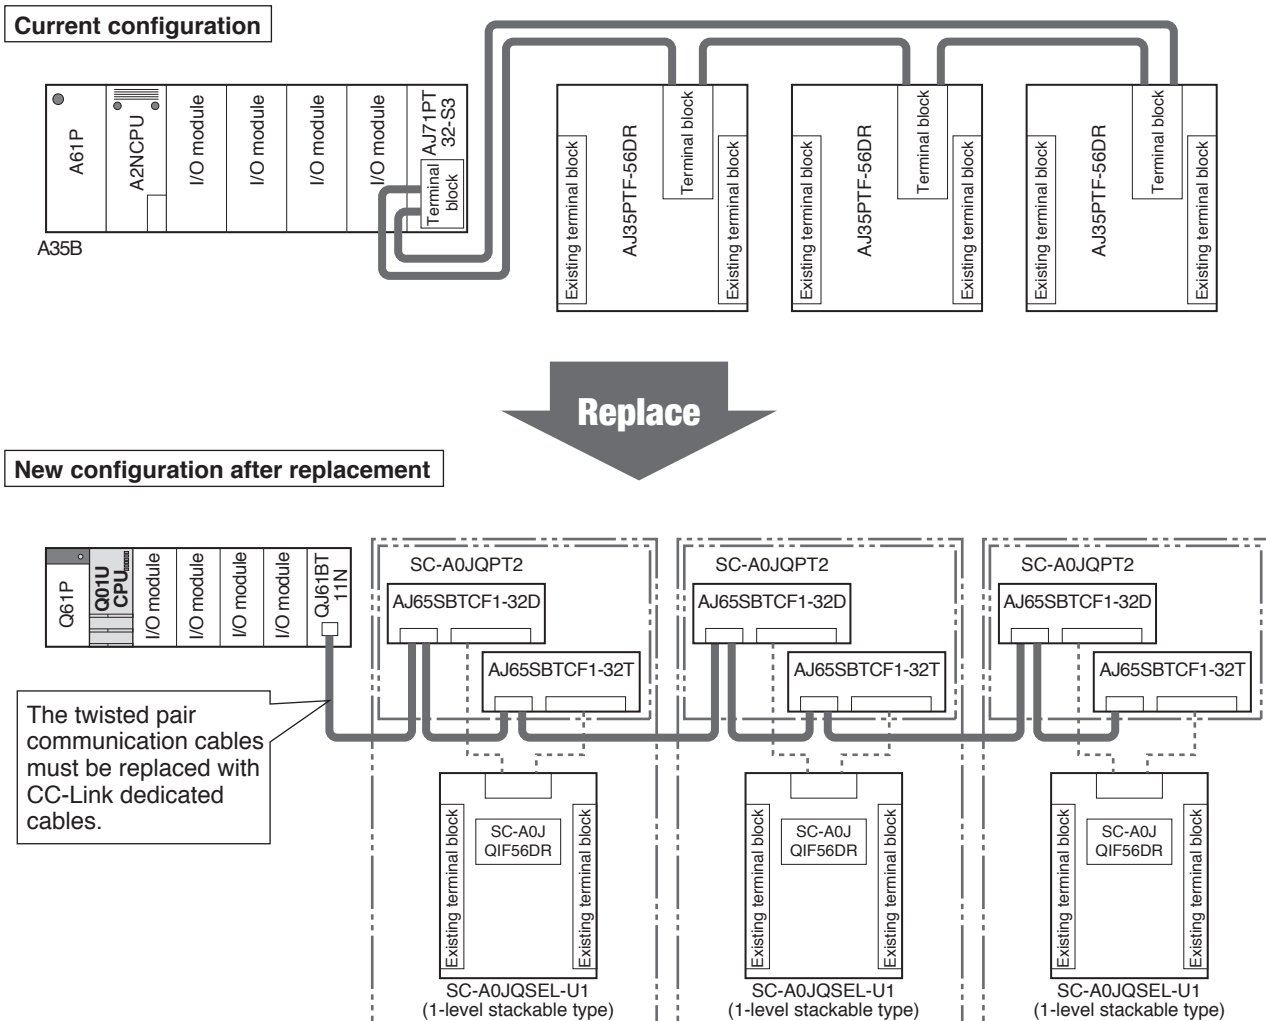 Current configuration
A61P
A2NCPU
I/O module
I/O module
I/O module
I/O module
AJ71PT
32-S3
Terminal
block
A35B
Existing terminal block
AJ35PTF-56DR
Terminal block
Existing terminal block
Existing terminal block
AJ35PTF-56DR
Terminal block
Existing terminal block
Existing terminal block
AJ35PTF-56DR
Terminal block
Existing terminal block
Replace
New configuration after replacement
Q61P
Q01U
CPU
I/O module
I/O module
I/O module
I/O module
QJ61BT
11N
The twisted pair
communication cables
must be replaced with
CC-Link dedicated
cables.
SC-A0JQPT2
AJ65SBTCF1-32D
AJ65SBTCF1-32T
Existing terminal block
SC-A0J
QIF56DR
Existing terminal block
SC-A0JQSEL-U1
(1-level stackable type)
SC-A0JQPT2
AJ65SBTCF1-32D
AJ65SBTCF1-32T
Existing terminal block
SC-A0J
QIF56DR
Existing terminal block
SC-A0JQSEL-U1
(1-level stackable type)
SC-A0JQPT2
AJ65SBTCF1-32D
AJ65SBTCF1-32T
Existing terminal block
SC-A0J
QIF56DR
Existing terminal block
SC-A0JQSEL-U1
(1-level stackable type)